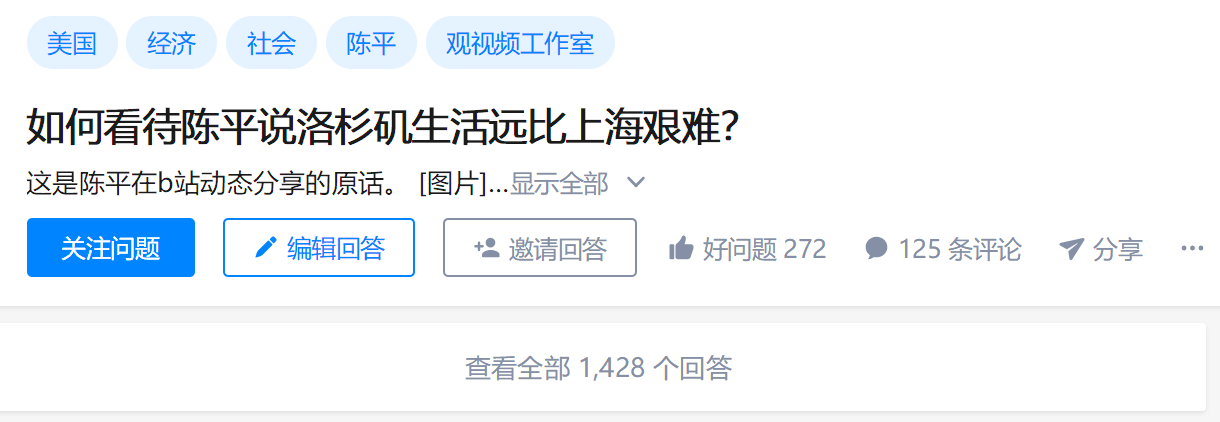 美国 经济 社会 陈平 观视频工作室
如何看待陈平说洛杉矶生活远比上海艰难？
这是陈平在b站动态分享的原话。 [图片]...显示全部
关注问题 编辑回答 邀请回答 好问题 272 125 条评论 分享 ...
查看全部 1,428 个回答